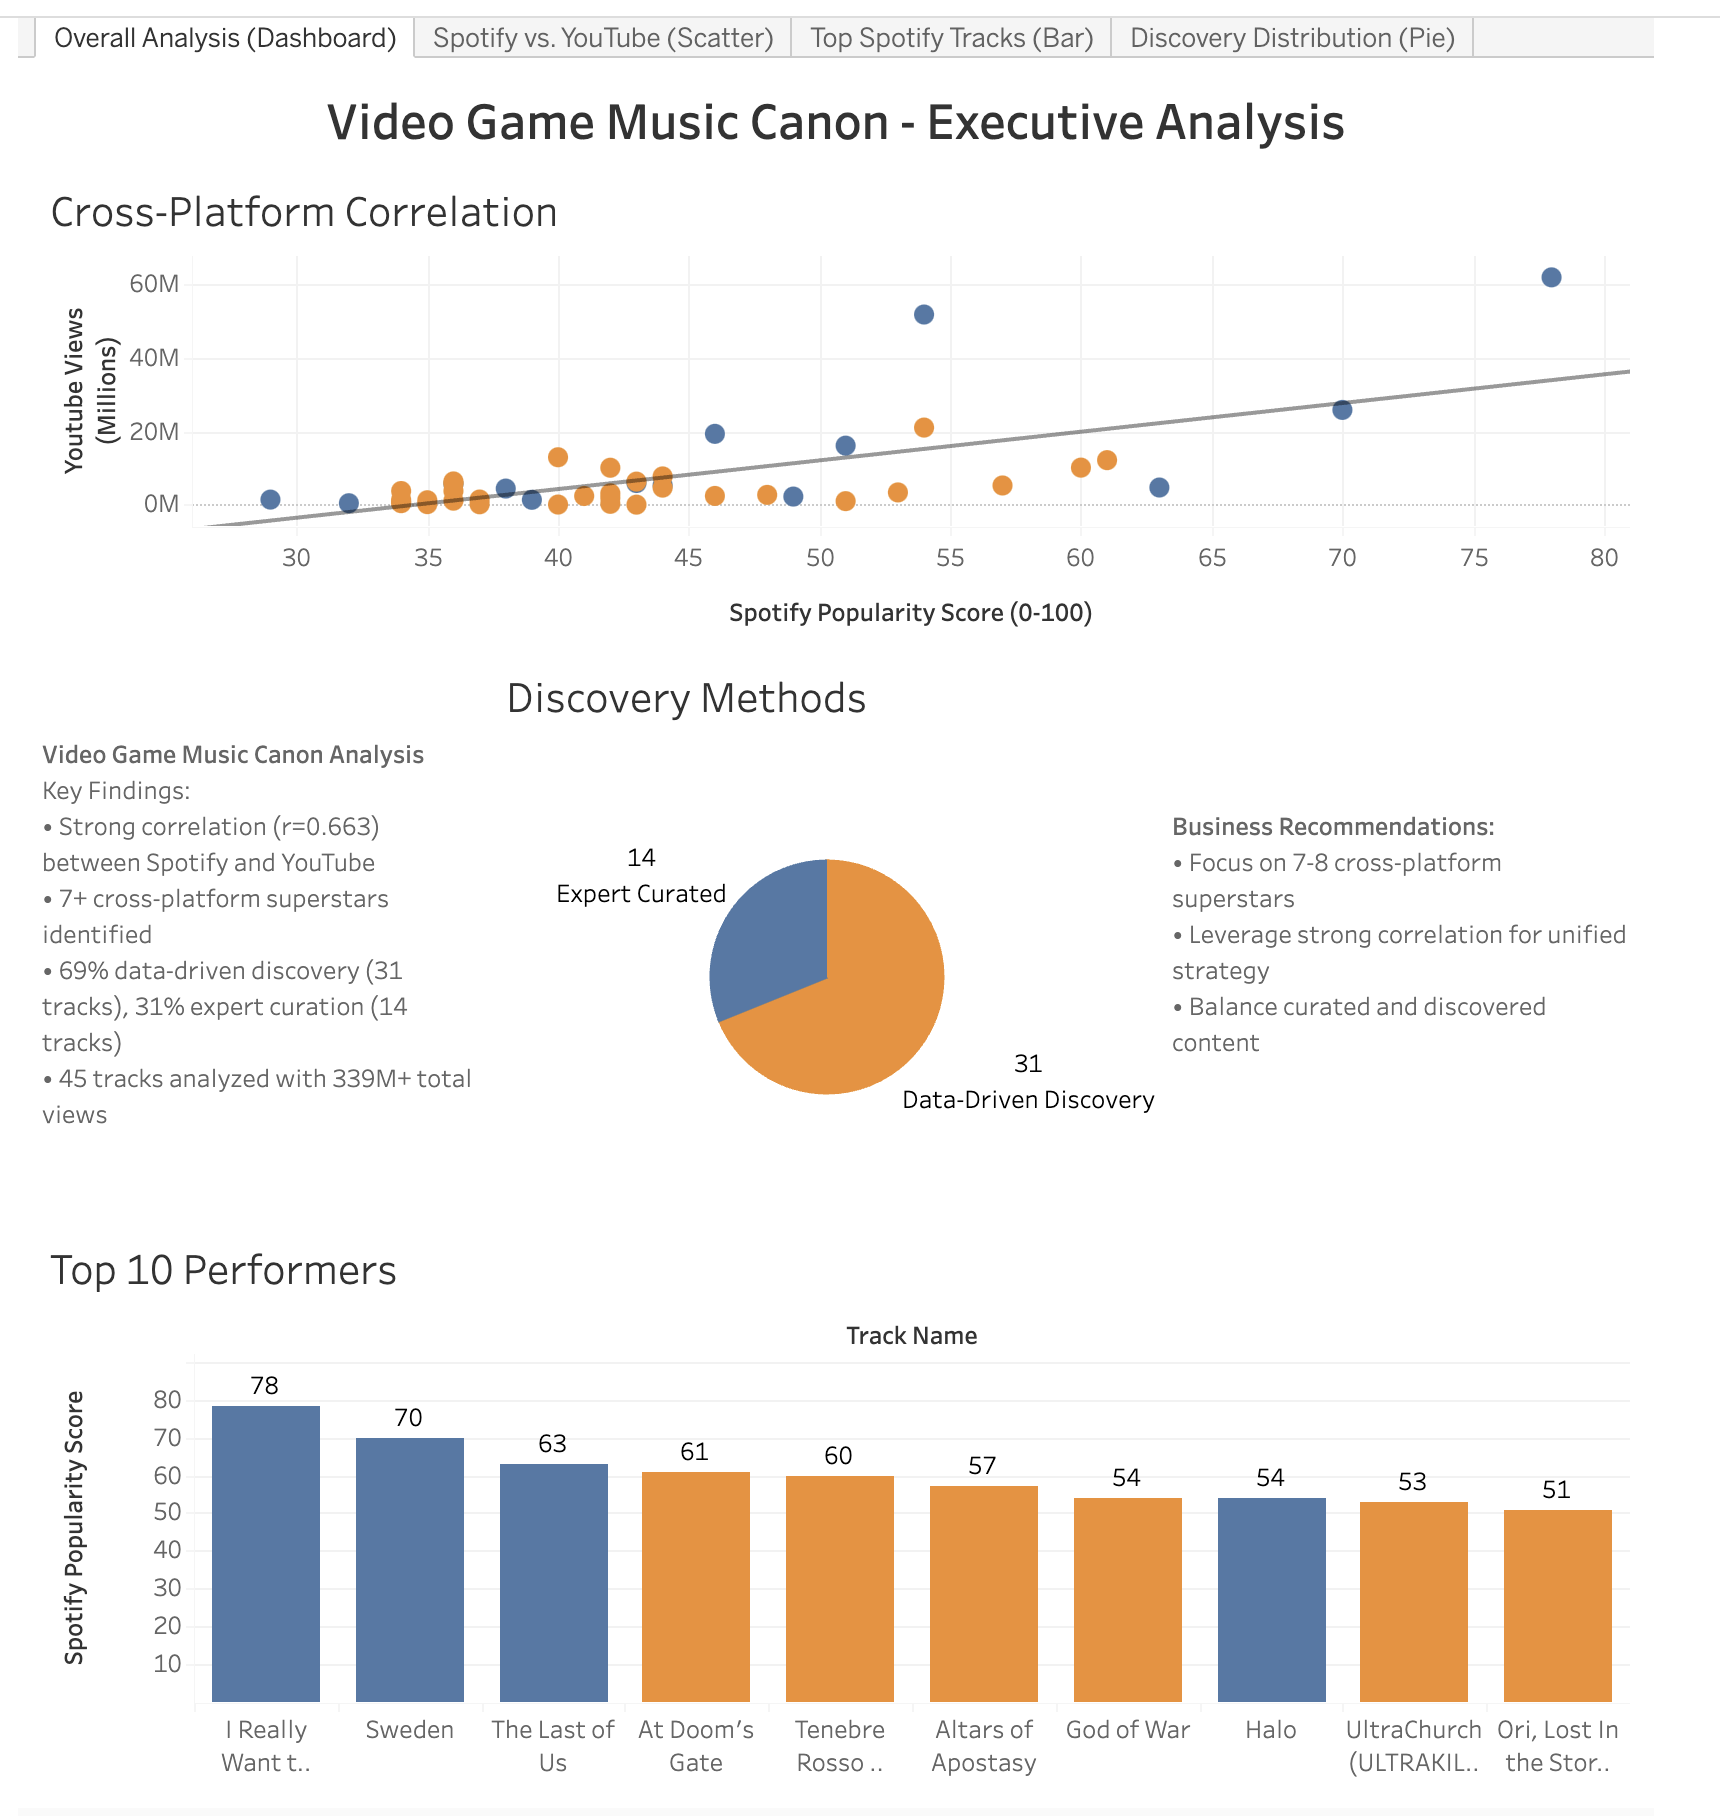 Overall Analysis (Dashboard)
Spotify vs. YouTube (Scatter)
Top Spotify Tracks (Bar)
Discovery Distribution (Pie)
Video Game Music Canon - Executive Analysis
Cross-Platform Correlation
Youtube Views
(Millions)
60M
40M
20M
0M
30
35
40
45
50
55
60
65
70
75
80
Spotify Popularity Score (0-100)
Discovery Methods
Video Game Music Canon Analysis
Key Findings:
• Strong correlation (r=0.663)
between Spotify and YouTube
• 7+ cross-platform superstars
identified
• 69% data-driven discovery (31
tracks), 31% expert curation (14
tracks)
• 45 tracks analyzed with 339M+ total
views
14
Expert Curated
31
Data-Driven Discovery
Business Recommendations:
• Focus on 7-8 cross-platform
superstars
• Leverage strong correlation for unified
strategy
• Balance curated and discovered
content
Top 10 Performers
Track Name
Spotify Popularity Score
80
70
60
50
40
30
20
10
78
70
63
61
60
57
54
54
53
51
I Really
Want t..
Sweden
The Last of
Us
At Doom's
Gate
Tenebre
Rosso ..
Altars of
Apostasy
God of War
Halo
UltraChurch
(ULTRAKIL..
Ori, Lost In
the Stor..